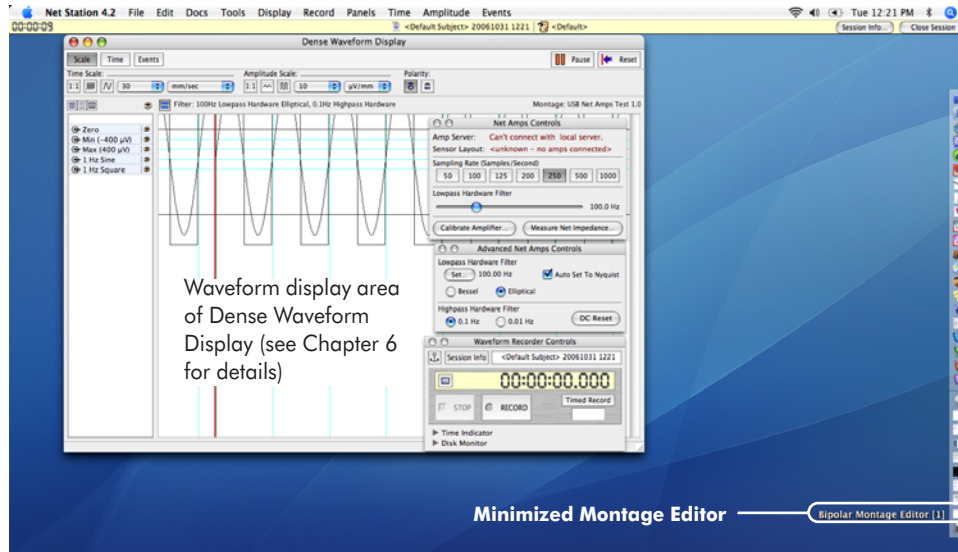 Net Station 4.2 File Edit Docs Tools Display Record Panels Time Amplitude Events Tue 12:21 PM
00:00:09 <Default Subject> 20061031 1221 <Default> Session Info... Close Session
Dense Waveform Display
Scale Time Events Pause Reset
Time Scale: Amplitude Scale: Polarity:
1:1 30 mm/sec 1:1 10 µV/mm
Filter: 100Hz Lowpass Hardware Elliptical, 0.1Hz Highpass Hardware Montage: USB Net Amps Test 1.0
Zero
Min (-400 µV)
Max (400 µV)
1 Hz Sine
1 Hz Square
Net Amps Controls
Amp Server: Can't connect with local server.
Sensor Layout: <unknown - no amps connected>
Sampling Rate (Samples/Second)
50 100 125 200 250 500 1000
Lowpass Hardware Filter
100.0 Hz
Calibrate Amplifier... Measure Net Impedance...
Advanced Net Amps Controls
Lowpass Hardware Filter
Set... 100.00 Hz Auto Set To Nyquist
Bessel Elliptical
Highpass Hardware Filter
0.1 Hz 0.01 Hz DC Reset
Waveform Recorder Controls
Session Info <Default Subject> 20061031 1221
00:00:00.000
STOP RECORD Timed Record
Time Indicator
Disk Monitor
Waveform display area
of Dense Waveform
Display (see Chapter 6
for details)
Minimized Montage Editor
Bipolar Montage Editor [1]